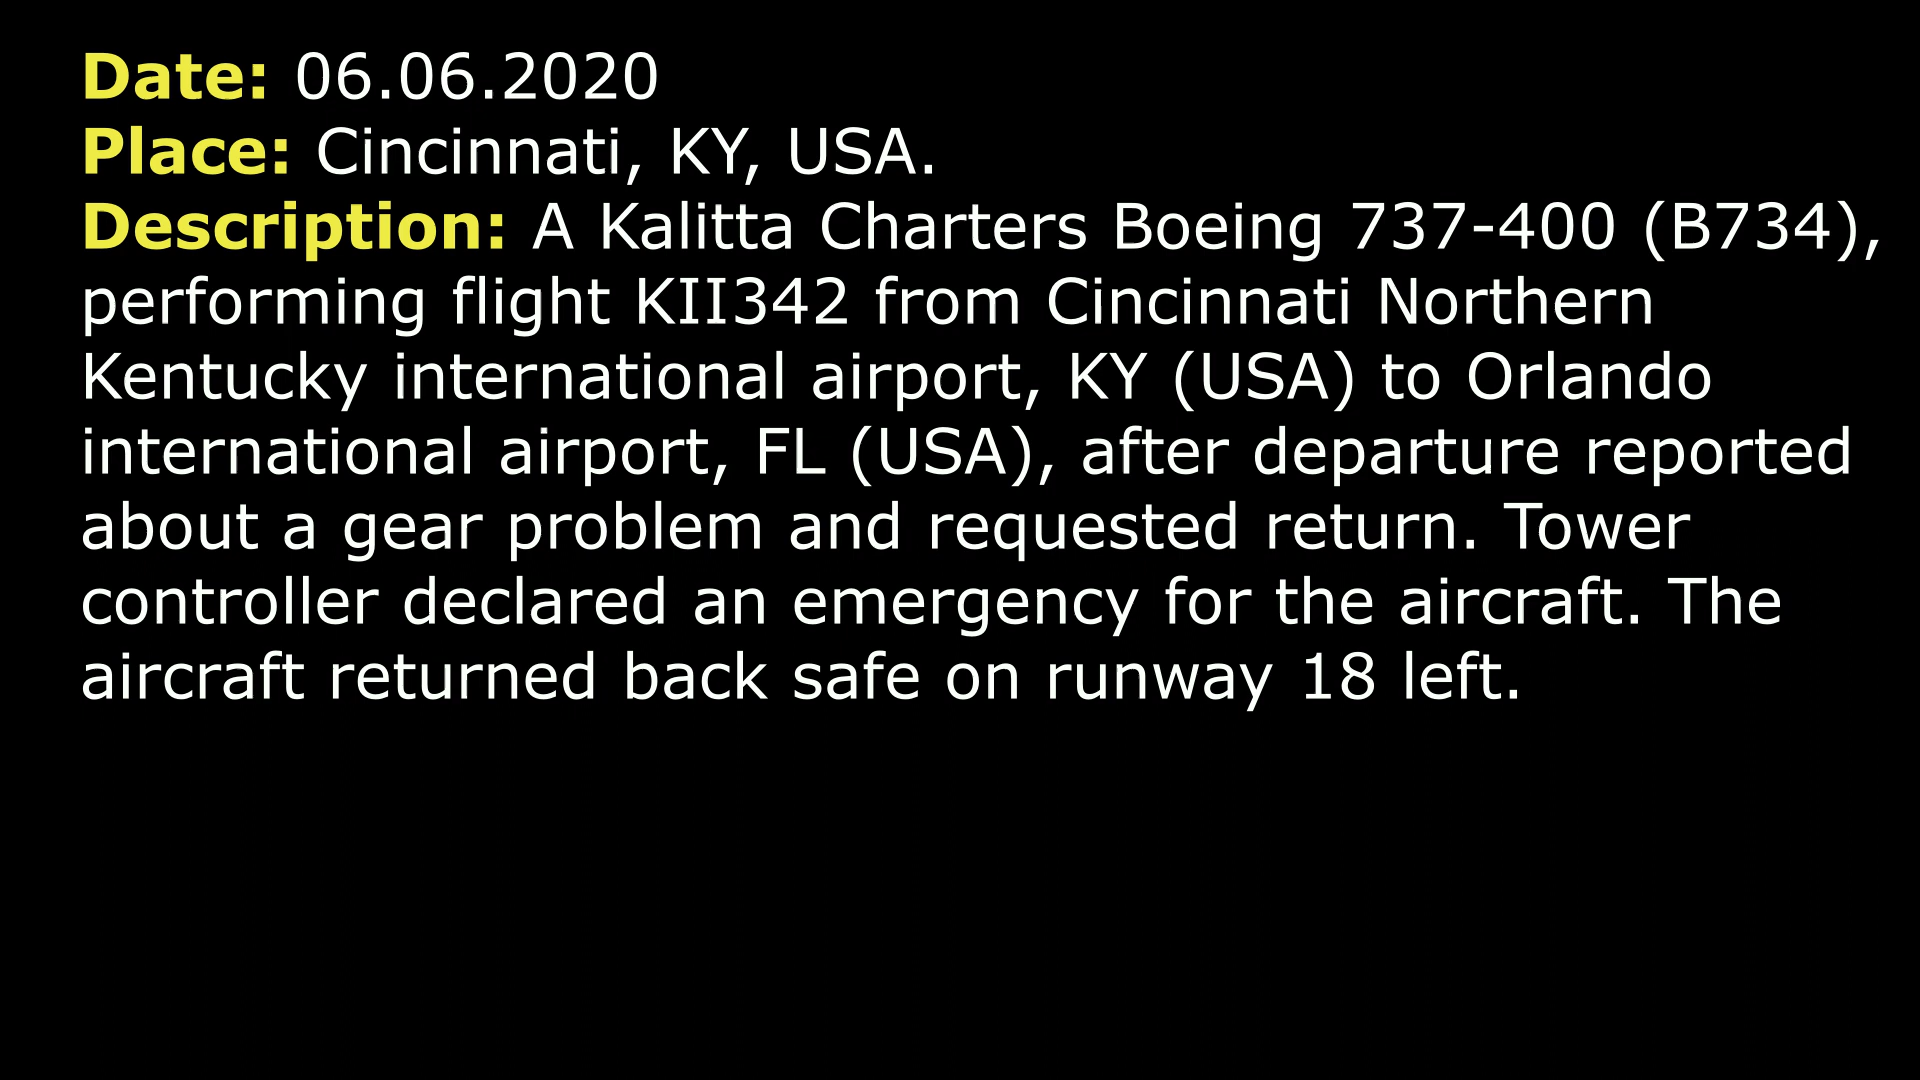 Date: 06.06.2020
Place: Cincinnati, KY, USA.
Description: A Kalitta Charters Boeing 737-400 (B734),
performing flight KII342 from Cincinnati Northern
Kentucky international airport, KY (USA) to Orlando
international airport, FL (USA), after departure reported
about a gear problem and requested return. Tower
controller declared an emergency for the aircraft. The
aircraft returned back safe on runway 18 left.